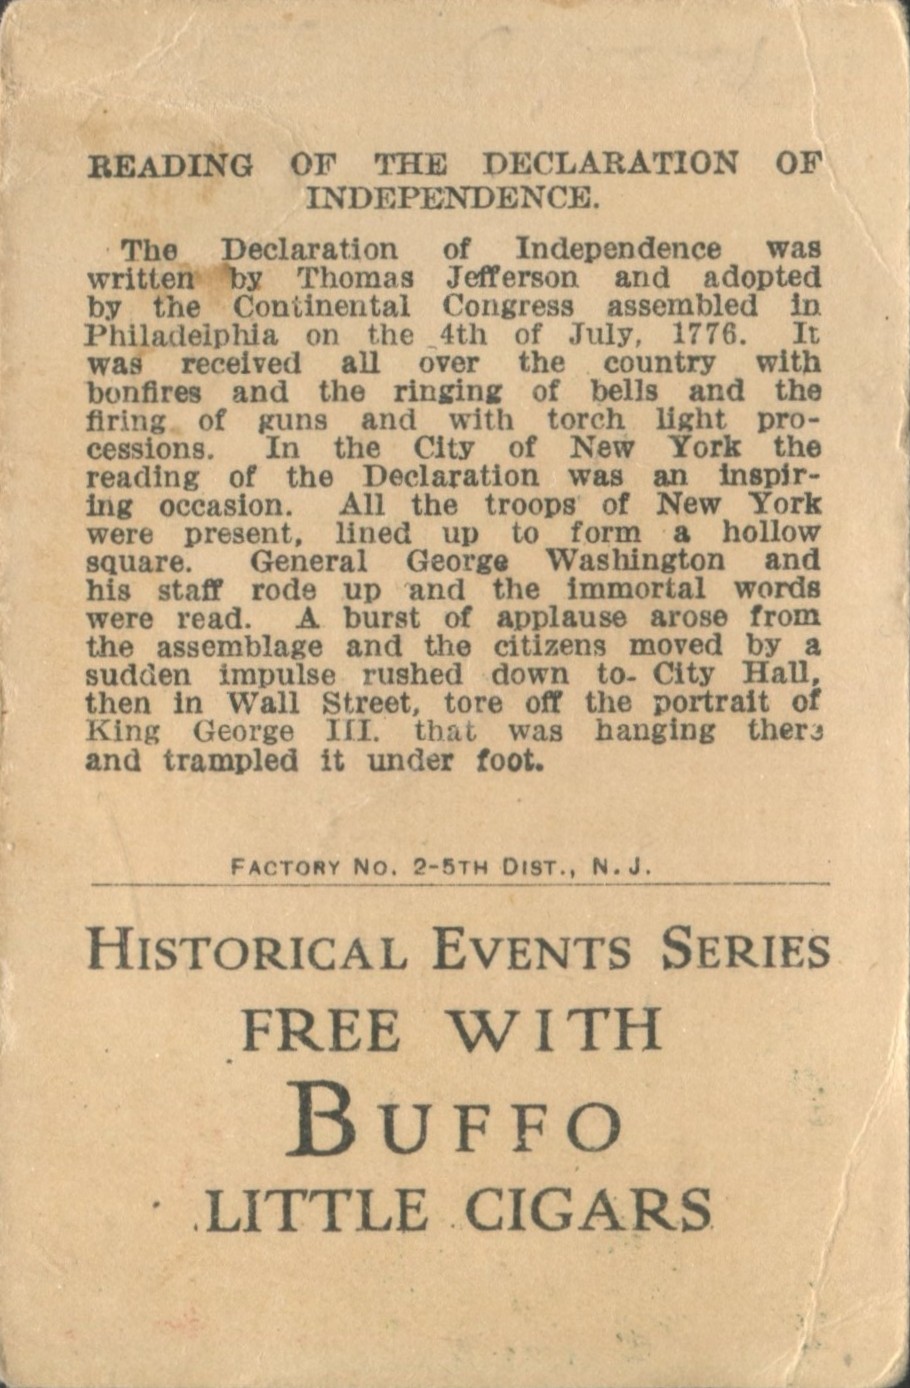 READING OF THE DECLARATION OF
INDEPENDENCE.
The Declaration of Independence was
written by Thomas Jefferson and adopted
by the Continental Congress assembled in
Philadelphia on the 4th of July, 1776. It
was received all over the country with
bonfires and the ringing of bells and the
firing of guns and with torch light pro-
cessions. In the City of New York the
reading of the Declaration was an inspir-
ing occasion. All the troops of New York
were present, lined up to form a hollow
square. General George Washington and
his staff rode up and the immortal words
were read. A burst of applause arose from
the assemblage and the citizens moved by a
sudden impulse rushed down to- City Hall,
then in Wall Street, tore off the portrait of
King George III. that was hanging there
and trampled it under foot.
FACTORY NO. 2-5TH DIST., N. J.
HISTORICAL EVENTS SERIES
FREE WITH
BUFFO
LITTLE CIGARS